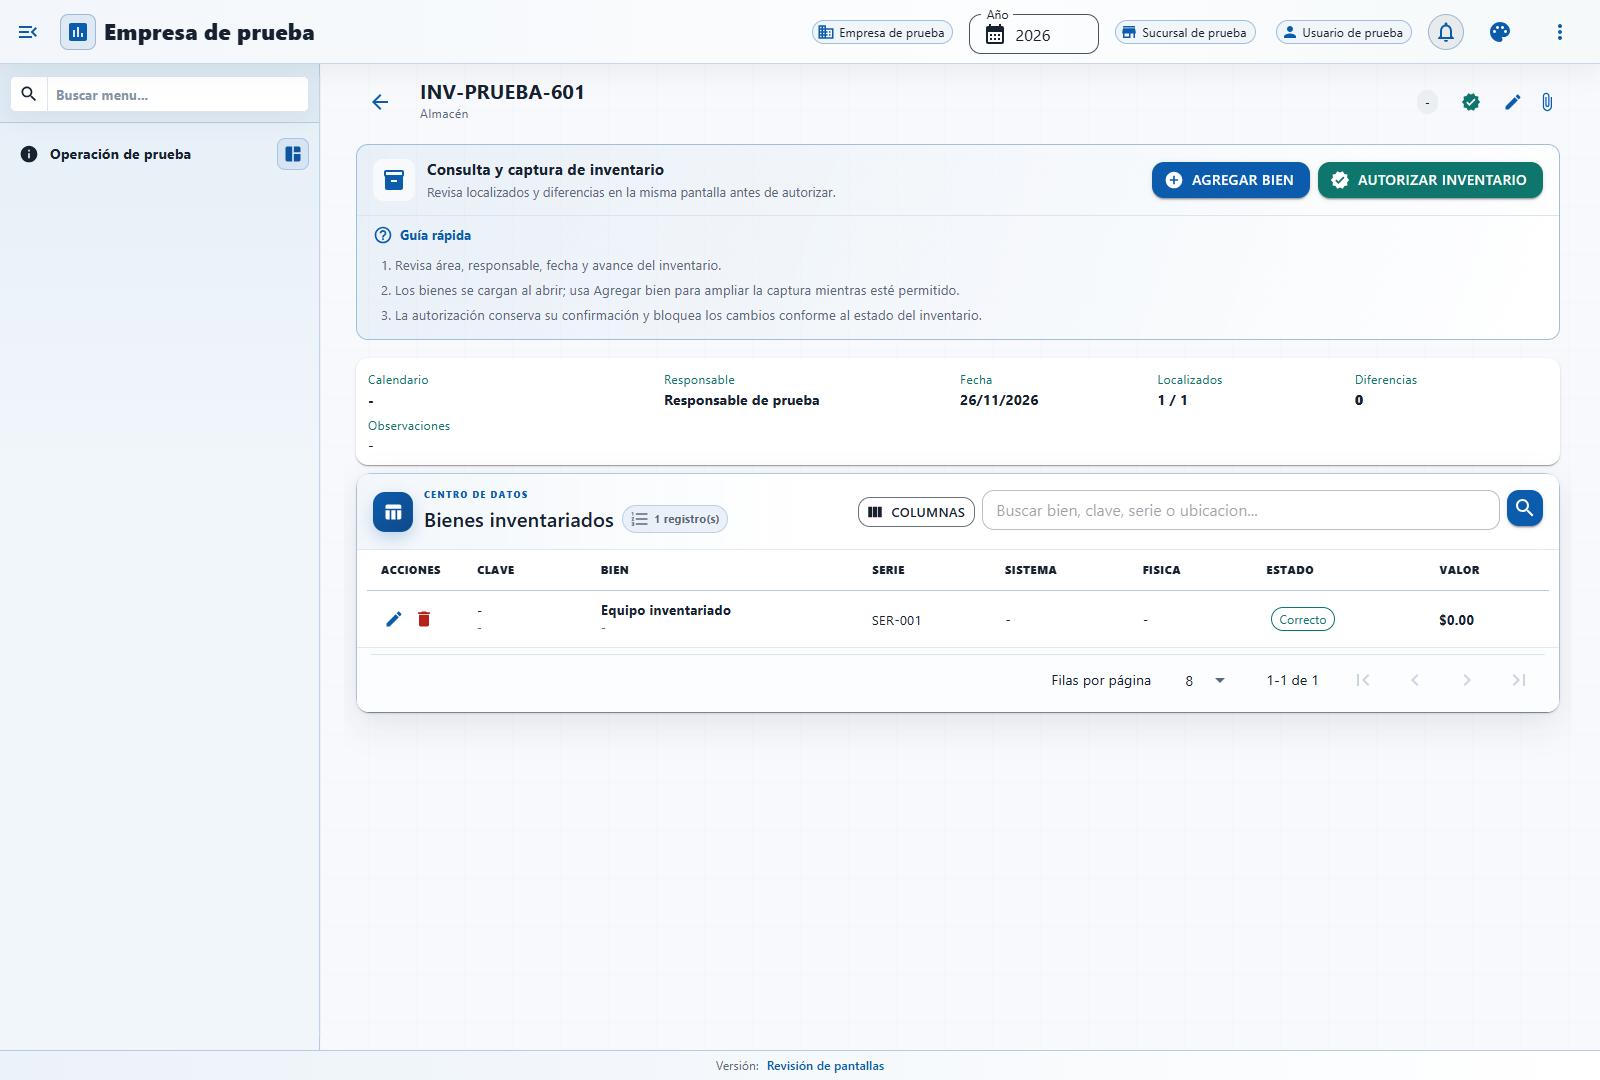 Empresa de prueba
Empresa de prueba
Año
2026
Sucursal de prueba
Usuario de prueba
Buscar menu...
Operación de prueba
INV-PRUEBA-601
Almacén
-
Consulta y captura de inventario
Revisa localizados y diferencias en la misma pantalla antes de autorizar.
AGREGAR BIEN
AUTORIZAR INVENTARIO
Guía rápida
1. Revisa área, responsable, fecha y avance del inventario.
2. Los bienes se cargan al abrir; usa Agregar bien para ampliar la captura mientras esté permitido.
3. La autorización conserva su confirmación y bloquea los cambios conforme al estado del inventario.
Calendario
-
Responsable
Responsable de prueba
Fecha
26/11/2026
Localizados
1 / 1
Diferencias
0
Observaciones
-
CENTRO DE DATOS
Bienes inventariados
1 registro(s)
COLUMNAS
Buscar bien, clave, serie o ubicacion...
ACCIONES CLAVE BIEN SERIE SISTEMA FISICA ESTADO VALOR
-
-
Equipo inventariado
-
SER-001
-
-
Correcto
$0.00
Filas por página 8 1-1 de 1
Versión: Revisión de pantallas